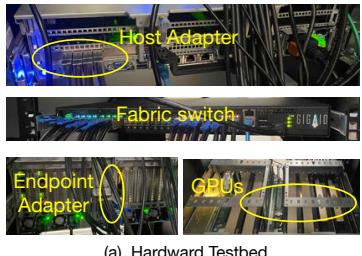 Host Adapter
Fabric switch
GIGAIO
Endpoint
Adapter
GPUs
(a) Hardward Testbed